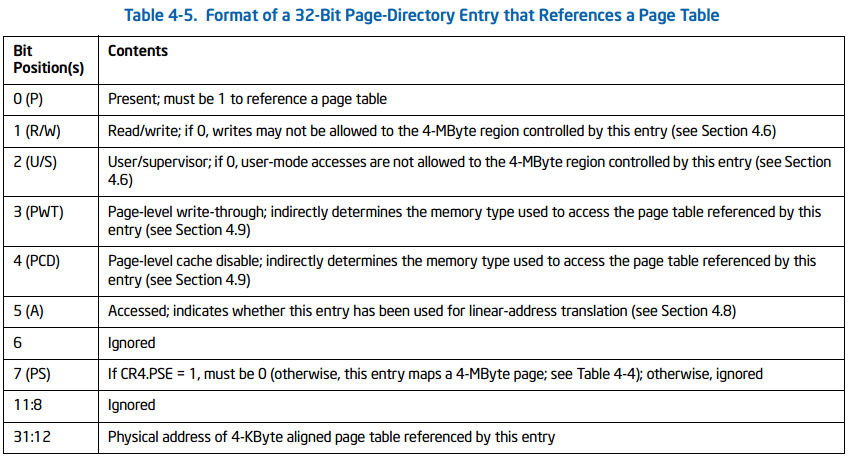 Table 4-5. Format of a 32-Bit Page-Directory Entry that References a Page Table
Bit Position(s) Contents
0 (P) Present; must be 1 to reference a page table
1 (R/W) Read/write; if 0, writes may not be allowed to the 4-MByte region controlled by this entry (see Section 4.6)
2 (U/S) User/supervisor; if 0, user-mode accesses are not allowed to the 4-MByte region controlled by this entry (see Section
4.6)
3 (PWT) Page-level write-through; indirectly determines the memory type used to access the page table referenced by this
entry (see Section 4.9)
4 (PCD) Page-level cache disable; indirectly determines the memory type used to access the page table referenced by this
entry (see Section 4.9)
5 (A) Accessed; indicates whether this entry has been used for linear-address translation (see Section 4.8)
6 Ignored
7 (PS) If CR4.PSE = 1, must be 0 (otherwise, this entry maps a 4-MByte page; see Table 4-4); otherwise, ignored
11:8 Ignored
31:12 Physical address of 4-KByte aligned page table referenced by this entry